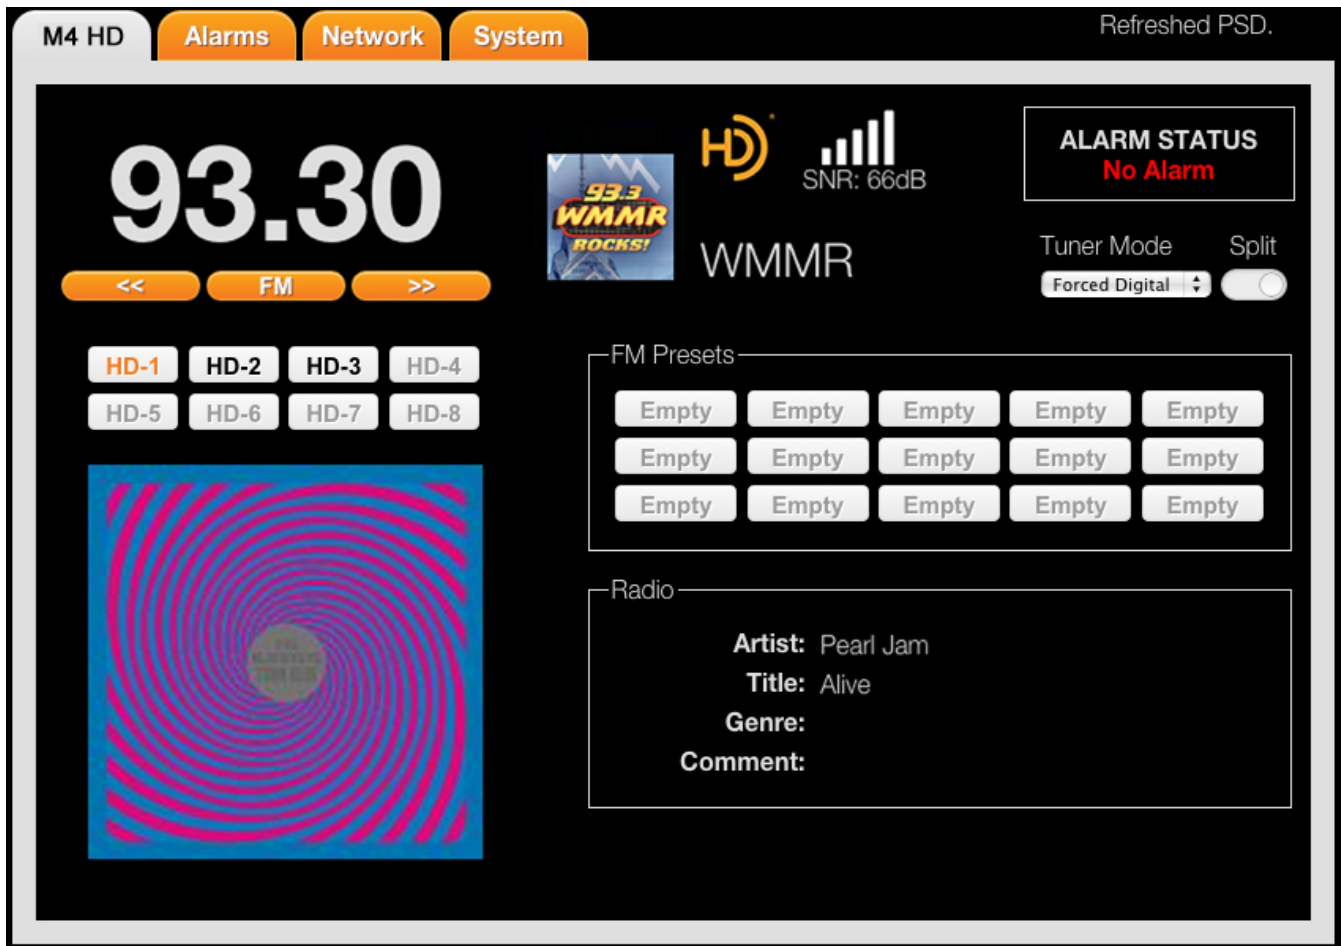 M4 HD Alarms Network System Refreshed PSD.
93.30
<< FM >>
93.3
WMMR
ROCKS!
HD
SNR: 66dB
WMMR
ALARM STATUS
No Alarm
Tuner Mode Split
Forced Digital
HD-1 HD-2 HD-3 HD-4
HD-5 HD-6 HD-7 HD-8
FM Presets
Empty Empty Empty Empty Empty
Empty Empty Empty Empty Empty
Empty Empty Empty Empty Empty
Radio
Artist: Pearl Jam
Title: Alive
Genre:
Comment: